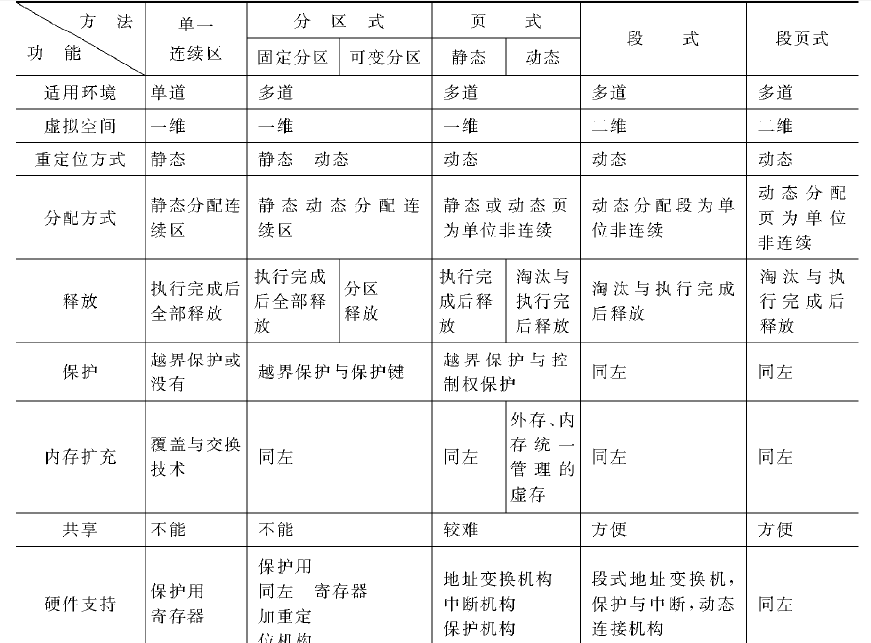 方 法
功 能
单一
连续区
分 区 式
固定分区
可变分区
页 式
静态
动态
段 式
段页式
适用环境
单道
多道
多道
多道
多道
虚拟空间
一维
一维
一维
二维
二维
重定位方式
静态
静态 动态
动态
动态
动态
分配方式
静态分配连
续区
静态动态分配连
续区
静态或动态页
为单位非连续
动态分配段为单
位非连续
动态分配
页为单位
非连续
释放
执行完成后
全部释放
执行完成
后全部释
放
分区
释放
执行完
成后释
放
淘汰与
执行完
后释放
淘汰与执行完成
后释放
淘汰与执
行完成后
释放
保护
越界保护或
没有
越界保护与保护键
越界保护与控
制权保护
同左
同左
内存扩充
覆盖与交换
技术
同左
同左
外存、内
存统一
管理的
虚存
同左
同左
共享
不能
不能
较难
方便
方便
硬件支持
保护用
寄存器
保护用
同左 寄存器
加重定
位机构
地址变换机构
中断机构
保护机构
段式地址变换机,
保护与中断,动态
连接机构
同左